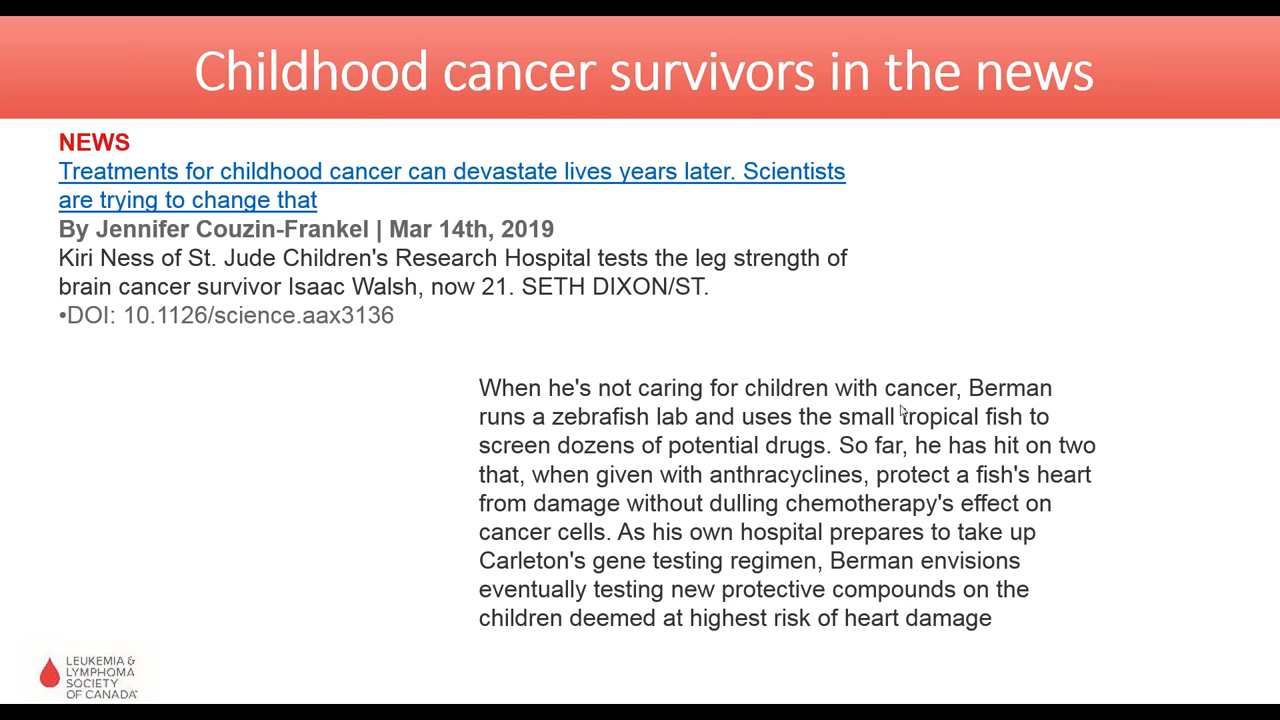 Childhood cancer survivors in the news
NEWS
Treatments for childhood cancer can devastate lives years later. Scientists
are trying to change that
By Jennifer Couzin-Frankel | Mar 14th, 2019
Kiri Ness of St. Jude Children's Research Hospital tests the leg strength of
brain cancer survivor Isaac Walsh, now 21. SETH DIXON/ST.
•DOI: 10.1126/science.aax3136
When he's not caring for children with cancer, Berman
runs a zebrafish lab and uses the small tropical fish to
screen dozens of potential drugs. So far, he has hit on two
that, when given with anthracyclines, protect a fish's heart
from damage without dulling chemotherapy's effect on
cancer cells. As his own hospital prepares to take up
Carleton's gene testing regimen, Berman envisions
eventually testing new protective compounds on the
children deemed at highest risk of heart damage
LEUKEMIA &
LYMPHOMA
SOCIETY
OF CANADA